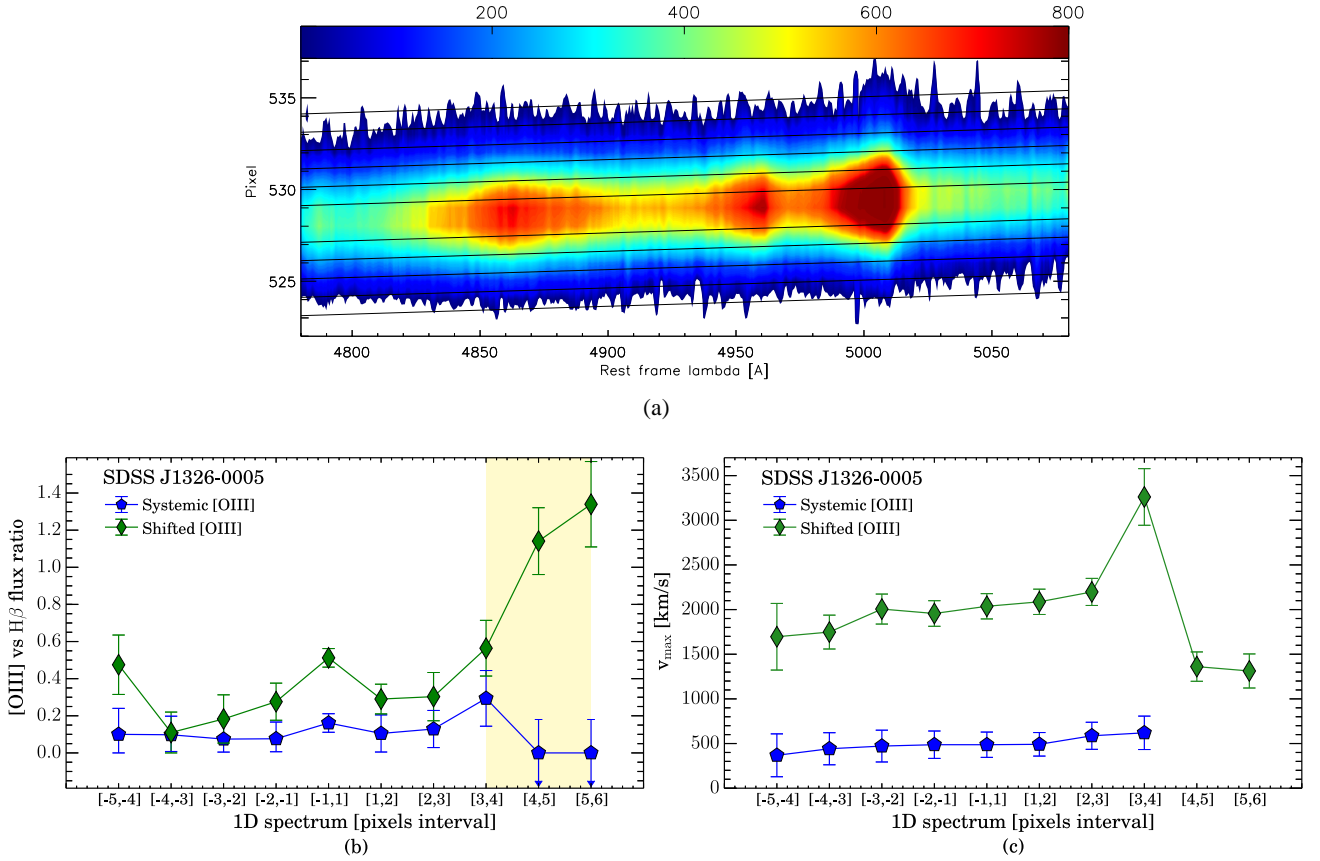 200 400 600 800
535
530
525
Pixel
4800 4850 4900 4950 5000 5050
Rest frame lambda [A]
(a)
SDSS J1326-0005
Systemic [OIII]
Shifted [OIII]
1.4
1.2
1.0
0.8
0.6
0.4
0.2
0.0
[OIII] vs Hβ flux ratio
[-5,-4] [-4,-3] [-3,-2] [-2,-1] [-1,1] [1,2] [2,3] [3,4] [4,5] [5,6]
1D spectrum [pixels interval]
(b)
SDSS J1326-0005
Systemic [OIII]
Shifted [OIII]
3500
3000
2500
2000
1500
1000
500
0
v_max [km/s]
[-5,-4] [-4,-3] [-3,-2] [-2,-1] [-1,1] [1,2] [2,3] [3,4] [4,5] [5,6]
1D spectrum [pixels interval]
(c)